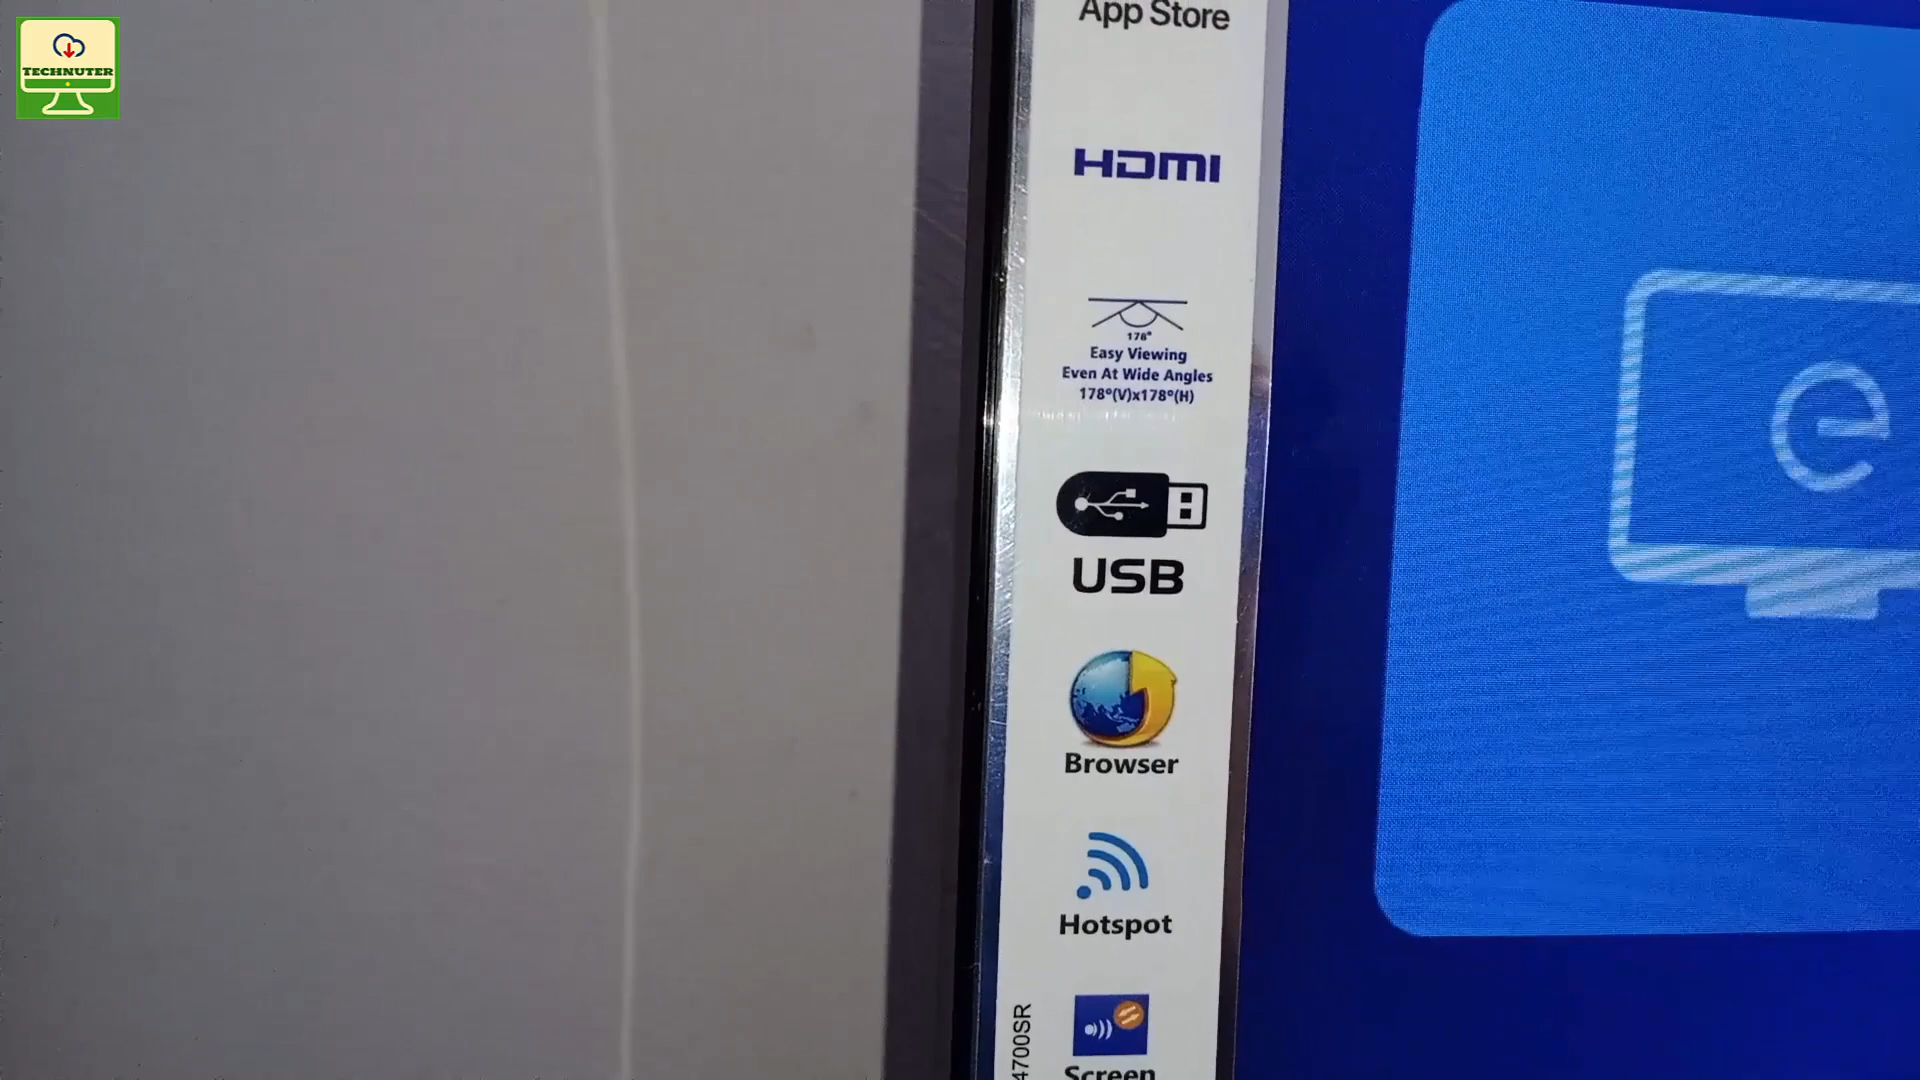 TECHNUTER
App Store
HDMI
178°
Easy Viewing
Even At Wide Angles
178°(V)x178°(H)
USB
Browser
Hotspot
4700SR
Screen
e